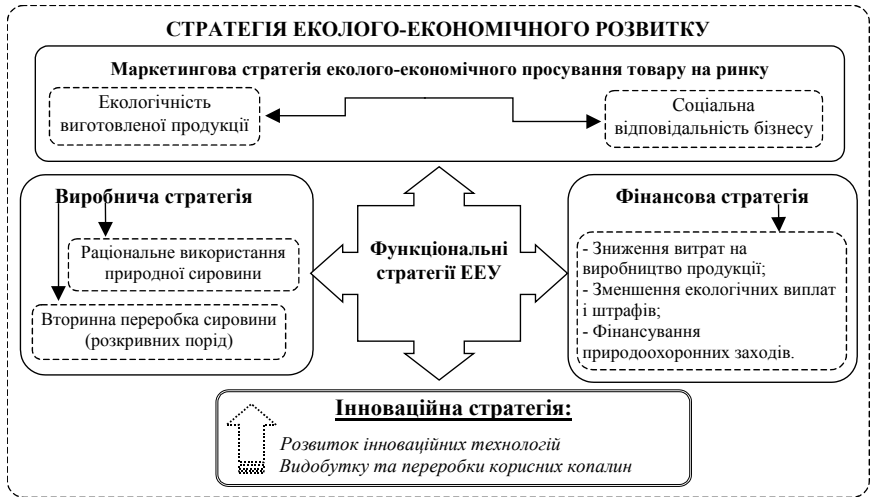 СТРАТЕГІЯ ЕКОЛОГО-ЕКОНОМІЧНОГО РОЗВИТКУ
Маркетингова стратегія еколого-економічного просування товару на ринку
Екологічність
виготовленої продукції
Соціальна
відповідальність бізнесу
Виробнича стратегія
Раціональне використання
природної сировини
Вторинна переробка сировини
(розкривних порід)
Функціональні
стратегії ЕЕУ
Фінансова стратегія
- Зниження витрат на
виробництво продукції;
- Зменшення екологічних виплат
і штрафів;
- Фінансування
природоохоронних заходів.
Інноваційна стратегія:
Розвиток інноваційних технологій
Видобутку та переробки корисних копалин